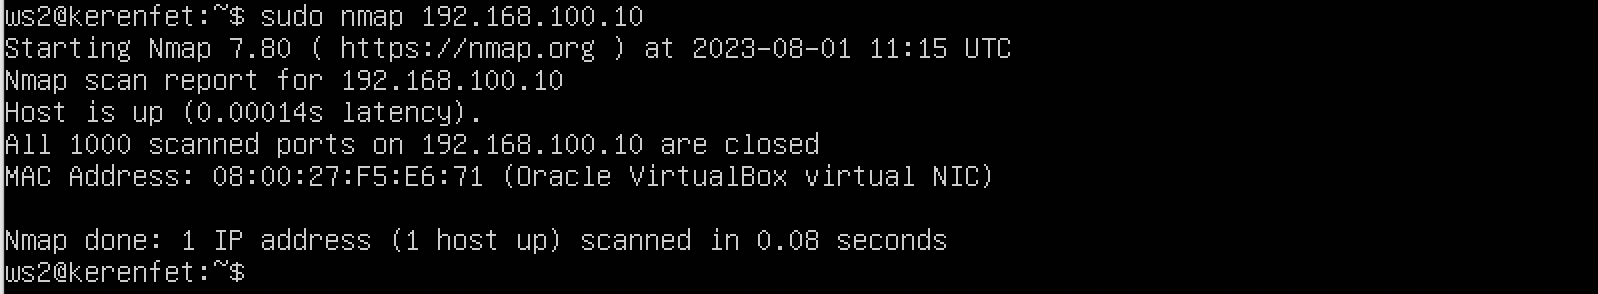 ws2@kerenfet:~$ sudo nmap 192.168.100.10
Starting Nmap 7.80 ( https://nmap.org ) at 2023-08-01 11:15 UTC
Nmap scan report for 192.168.100.10
Host is up (0.00014s latency).
All 1000 scanned ports on 192.168.100.10 are closed
MAC Address: 08:00:27:F5:E6:71 (Oracle VirtualBox virtual NIC)

Nmap done: 1 IP address (1 host up) scanned in 0.08 seconds
ws2@kerenfet:~$